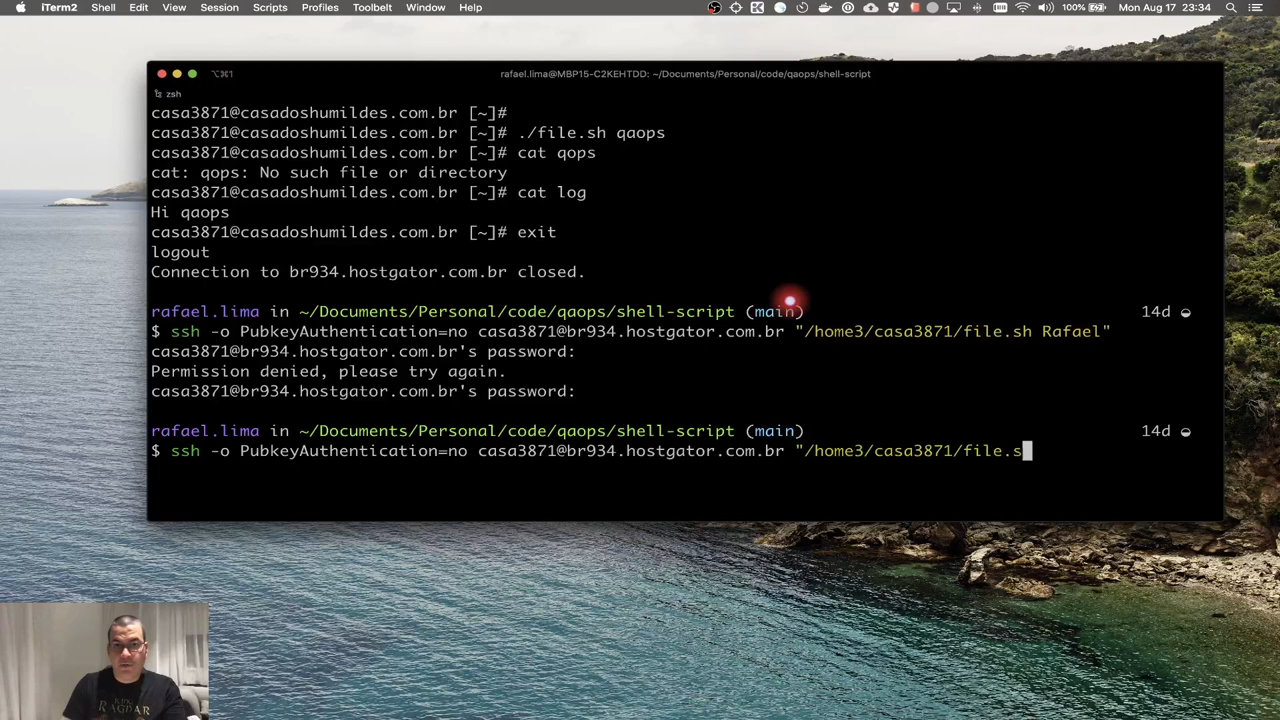 iTerm2 Shell Edit View Session Scripts Profiles Toolbelt Window Help 100% Mon Aug 17 23:34
⌥⌘1 rafael.lima@MBP15-C2KEHTDD: ~/Documents/Personal/code/qaops/shell-script
zsh
casa3871@casadoshumildes.com.br [~]#
casa3871@casadoshumildes.com.br [~]# ./file.sh qaops
casa3871@casadoshumildes.com.br [~]# cat qops
cat: qops: No such file or directory
casa3871@casadoshumildes.com.br [~]# cat log
Hi qaops
casa3871@casadoshumildes.com.br [~]# exit
logout
Connection to br934.hostgator.com.br closed.
rafael.lima in ~/Documents/Personal/code/qaops/shell-script (main) 14d
$ ssh -o PubkeyAuthentication=no casa3871@br934.hostgator.com.br "/home3/casa3871/file.sh Rafael"
casa3871@br934.hostgator.com.br's password:
Permission denied, please try again.
casa3871@br934.hostgator.com.br's password:
rafael.lima in ~/Documents/Personal/code/qaops/shell-script (main) 14d
$ ssh -o PubkeyAuthentication=no casa3871@br934.hostgator.com.br "/home3/casa3871/file.s
RAGNAR